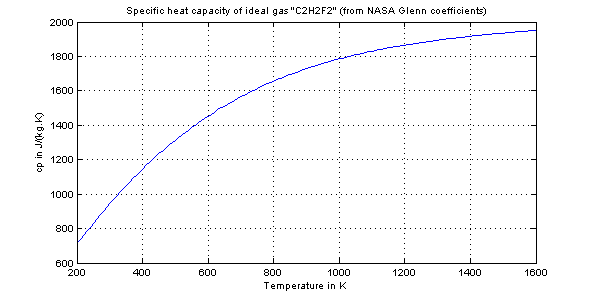 Specific heat capacity of ideal gas "C2H2F2" (from NASA Glenn coefficients)
2000
1800
1600
1400
1200
1000
800
600
cp in J/(kg.K)
200 400 600 800 1000 1200 1400 1600
Temperature in K